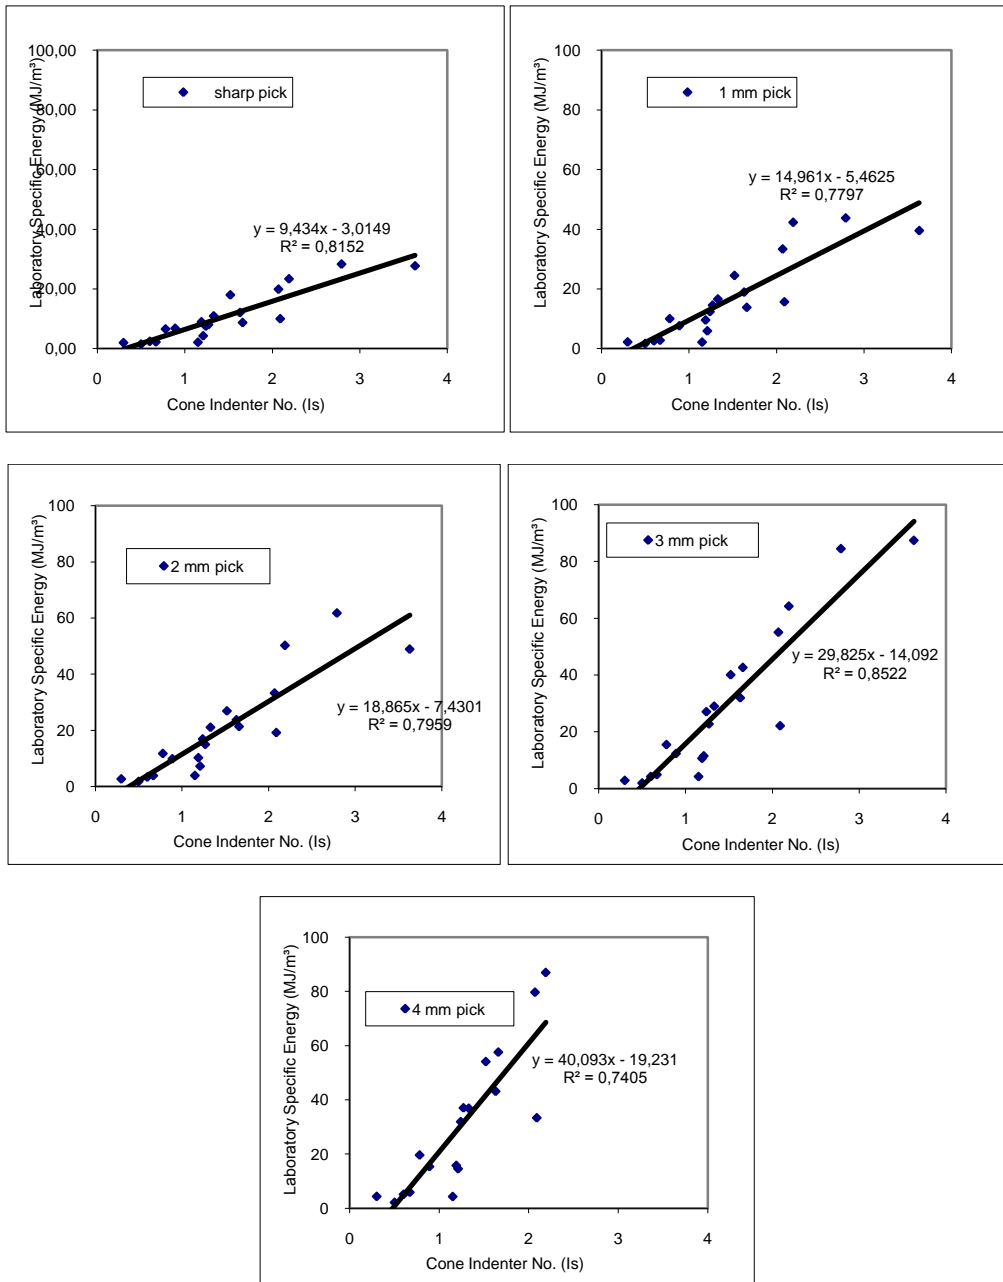 100,00
80,00
60,00
40,00
20,00
0,00
0 1 2 3 4
Laboratory Specific Energy (MJ/m³)
Cone Indenter No. (Is)
sharp pick
y = 9,434x - 3,0149
R² = 0,8152
100
80
60
40
20
0
0 1 2 3 4
Laboratory Specific Energy (MJ/m³)
Cone Indenter No. (Is)
1 mm pick
y = 14,961x - 5,4625
R² = 0,7797
100
80
60
40
20
0
0 1 2 3 4
Laboratory Specific Energy (MJ/m³)
Cone Indenter No. (Is)
2 mm pick
y = 18,865x - 7,4301
R² = 0,7959
100
80
60
40
20
0
0 1 2 3 4
Laboratory Specific Energy (MJ/m³)
Cone Indenter No. (Is)
3 mm pick
y = 29,825x - 14,092
R² = 0,8522
100
80
60
40
20
0
0 1 2 3 4
Laboratory Specific Energy (MJ/m³)
Cone Indenter No. (Is)
4 mm pick
y = 40,093x - 19,231
R² = 0,7405